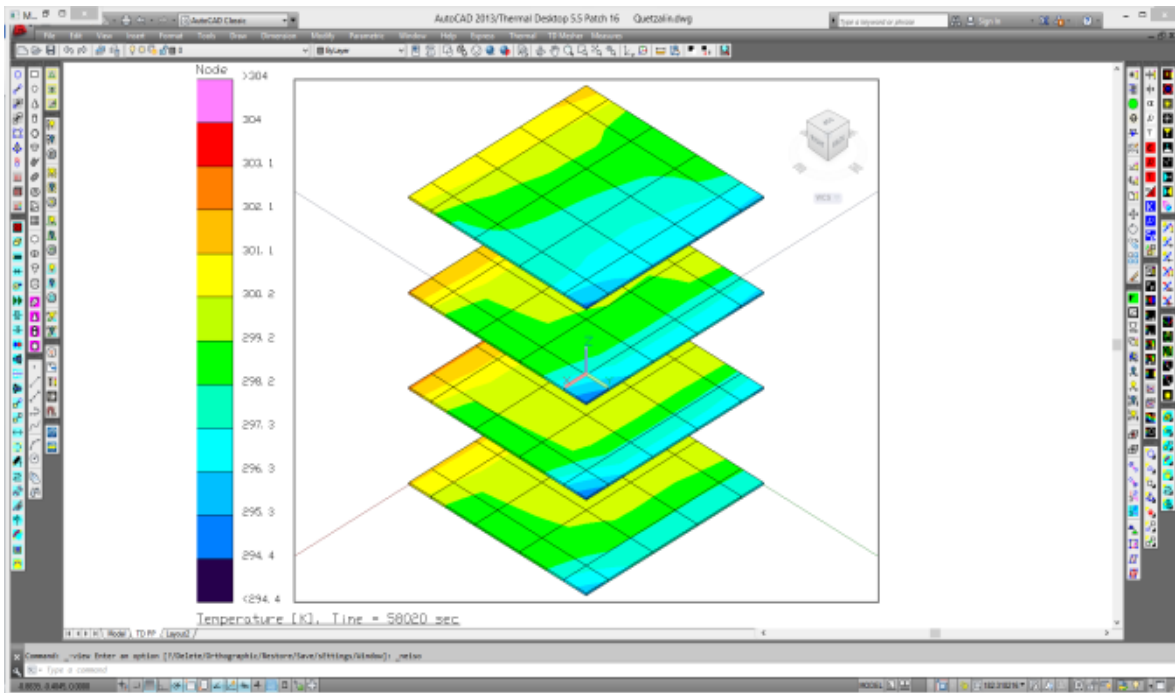 M...
AutoCAD Classic
AutoCAD 2013/Thermal Desktop 5.5 Patch 16 Quetzalin.dwg
Type a keyword or phrase
Sign In
File Edit View Insert Format Tools Draw Dimension Modify Parametric Window Help Express Thermal TD Mesher Measures
ByLayer
Node
>304
304
303.1
302.1
301.1
300.2
299.2
298.2
297.3
296.3
295.3
294.4
<294.4
Z
X
WCS
Temperature [K], Time = 58020 sec
Model TD PP Layout2
Command: _-view Enter an option [?/Delete/Orthographic/Restore/Save/sEttings/Window]: _neiso
Type a command
MODEL